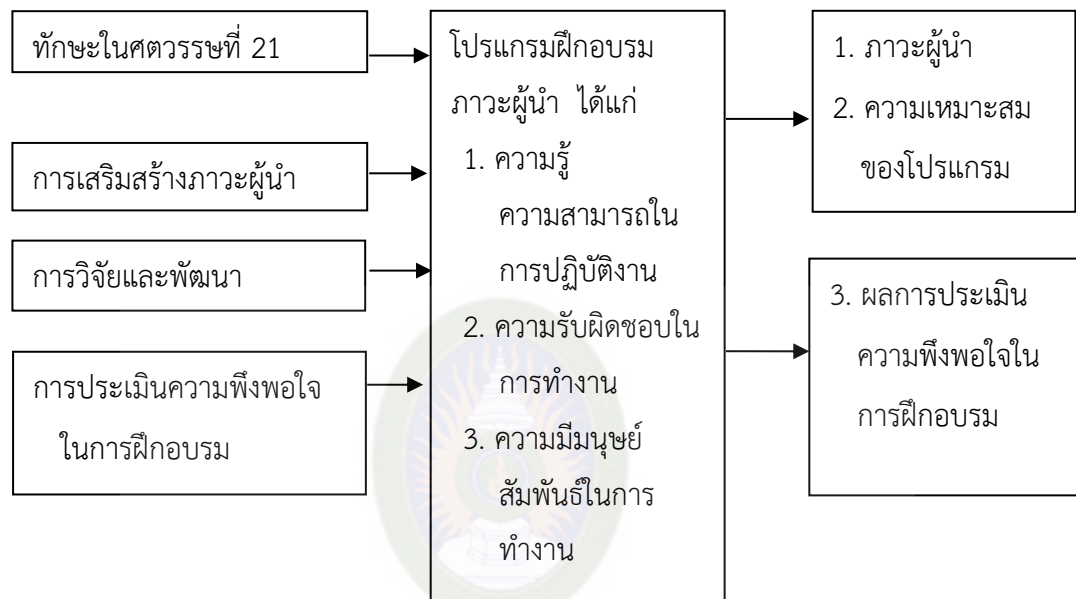 ทักษะในศตวรรษที่ 21
การเสริมสร้างภาวะผู้นำ
การวิจัยและพัฒนา
การประเมินความพึงพอใจ
ในการฝึกอบรม
โปรแกรมฝึกอบรม
ภาวะผู้นำ ได้แก่
1. ความรู้
ความสามารถใน
การปฏิบัติงาน
2. ความรับผิดชอบใน
การทำงาน
3. ความมีมนุษย์
สัมพันธ์ในการ
ทำงาน
1. ภาวะผู้นำ
2. ความเหมาะสม
ของโปรแกรม
3. ผลการประเมิน
ความพึงพอใจใน
การฝึกอบรม